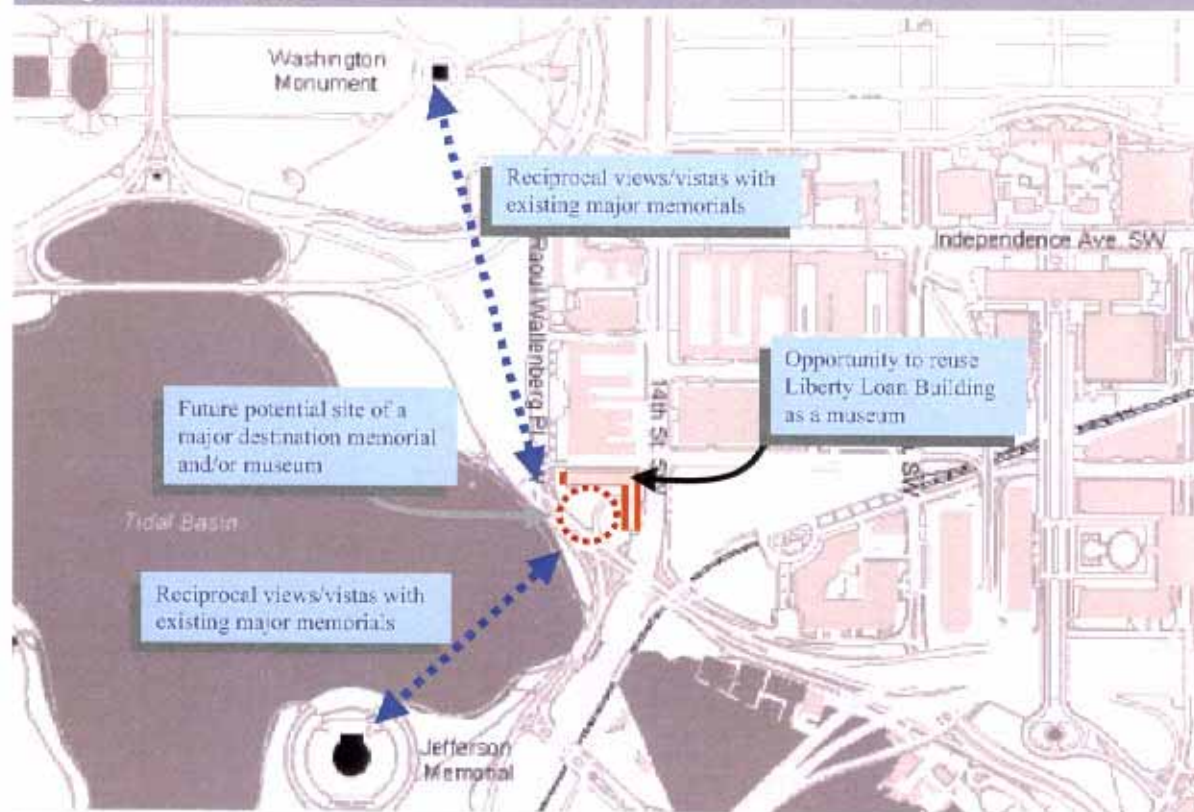 Washington
Monument
Reciprocal views/vistas with
existing major memorials
Independence Ave. SW
Raoul Wallenberg Pl.
Opportunity to reuse
Liberty Loan Building
as a museum
14th St. SW
Future potential site of a
major destination memorial
and/or museum
SW
Tidal Basin
Reciprocal views/vistas with
existing major memorials
Jefferson
Memorial